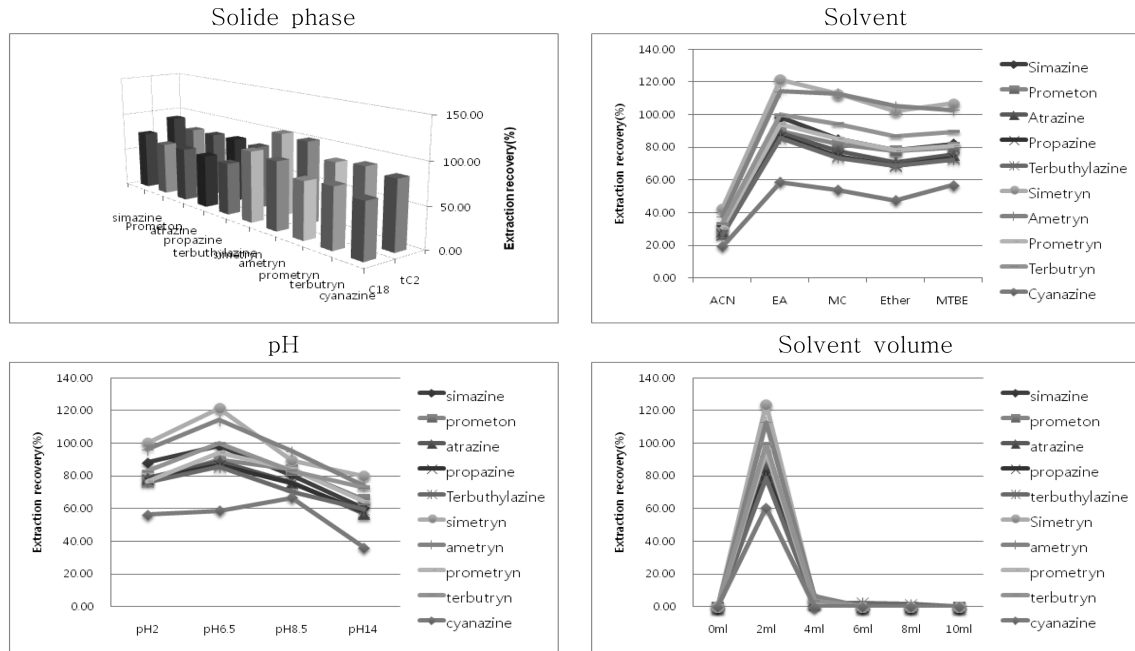 Solide phase
150.00
100.00
50.00
0.00
Extraction recovery(%)
simazine
Prometon
atrazine
propazine
terbuthylazine
simetryn
ametryn
prometryn
terbutryn
cyanazine
C18
tC2
Solvent
Extraction recovery(%)
140.00
120.00
100.00
80.00
60.00
40.00
20.00
0.00
ACN EA MC Ether MTBE
Simazine
Prometon
Atrazine
Propazine
Terbuthylazine
Simetryn
Ametryn
Prometryn
Terbutryn
Cyanazine
pH
Extraction recovery(%)
140.00
120.00
100.00
80.00
60.00
40.00
20.00
0.00
pH2 pH6.5 pH8.5 pH14
simazine
prometon
atrazine
propazine
Terbuthylazine
simetryn
ametryn
prometryn
terbutryn
cyanazine
Solvent volume
Extraction recovery(%)
140.00
120.00
100.00
80.00
60.00
40.00
20.00
0.00
0ml 2ml 4ml 6ml 8ml 10ml
simazine
prometon
atrazine
propazine
terbuthylazine
Simetryn
ametryn
prometryn
terbutryn
cyanazine